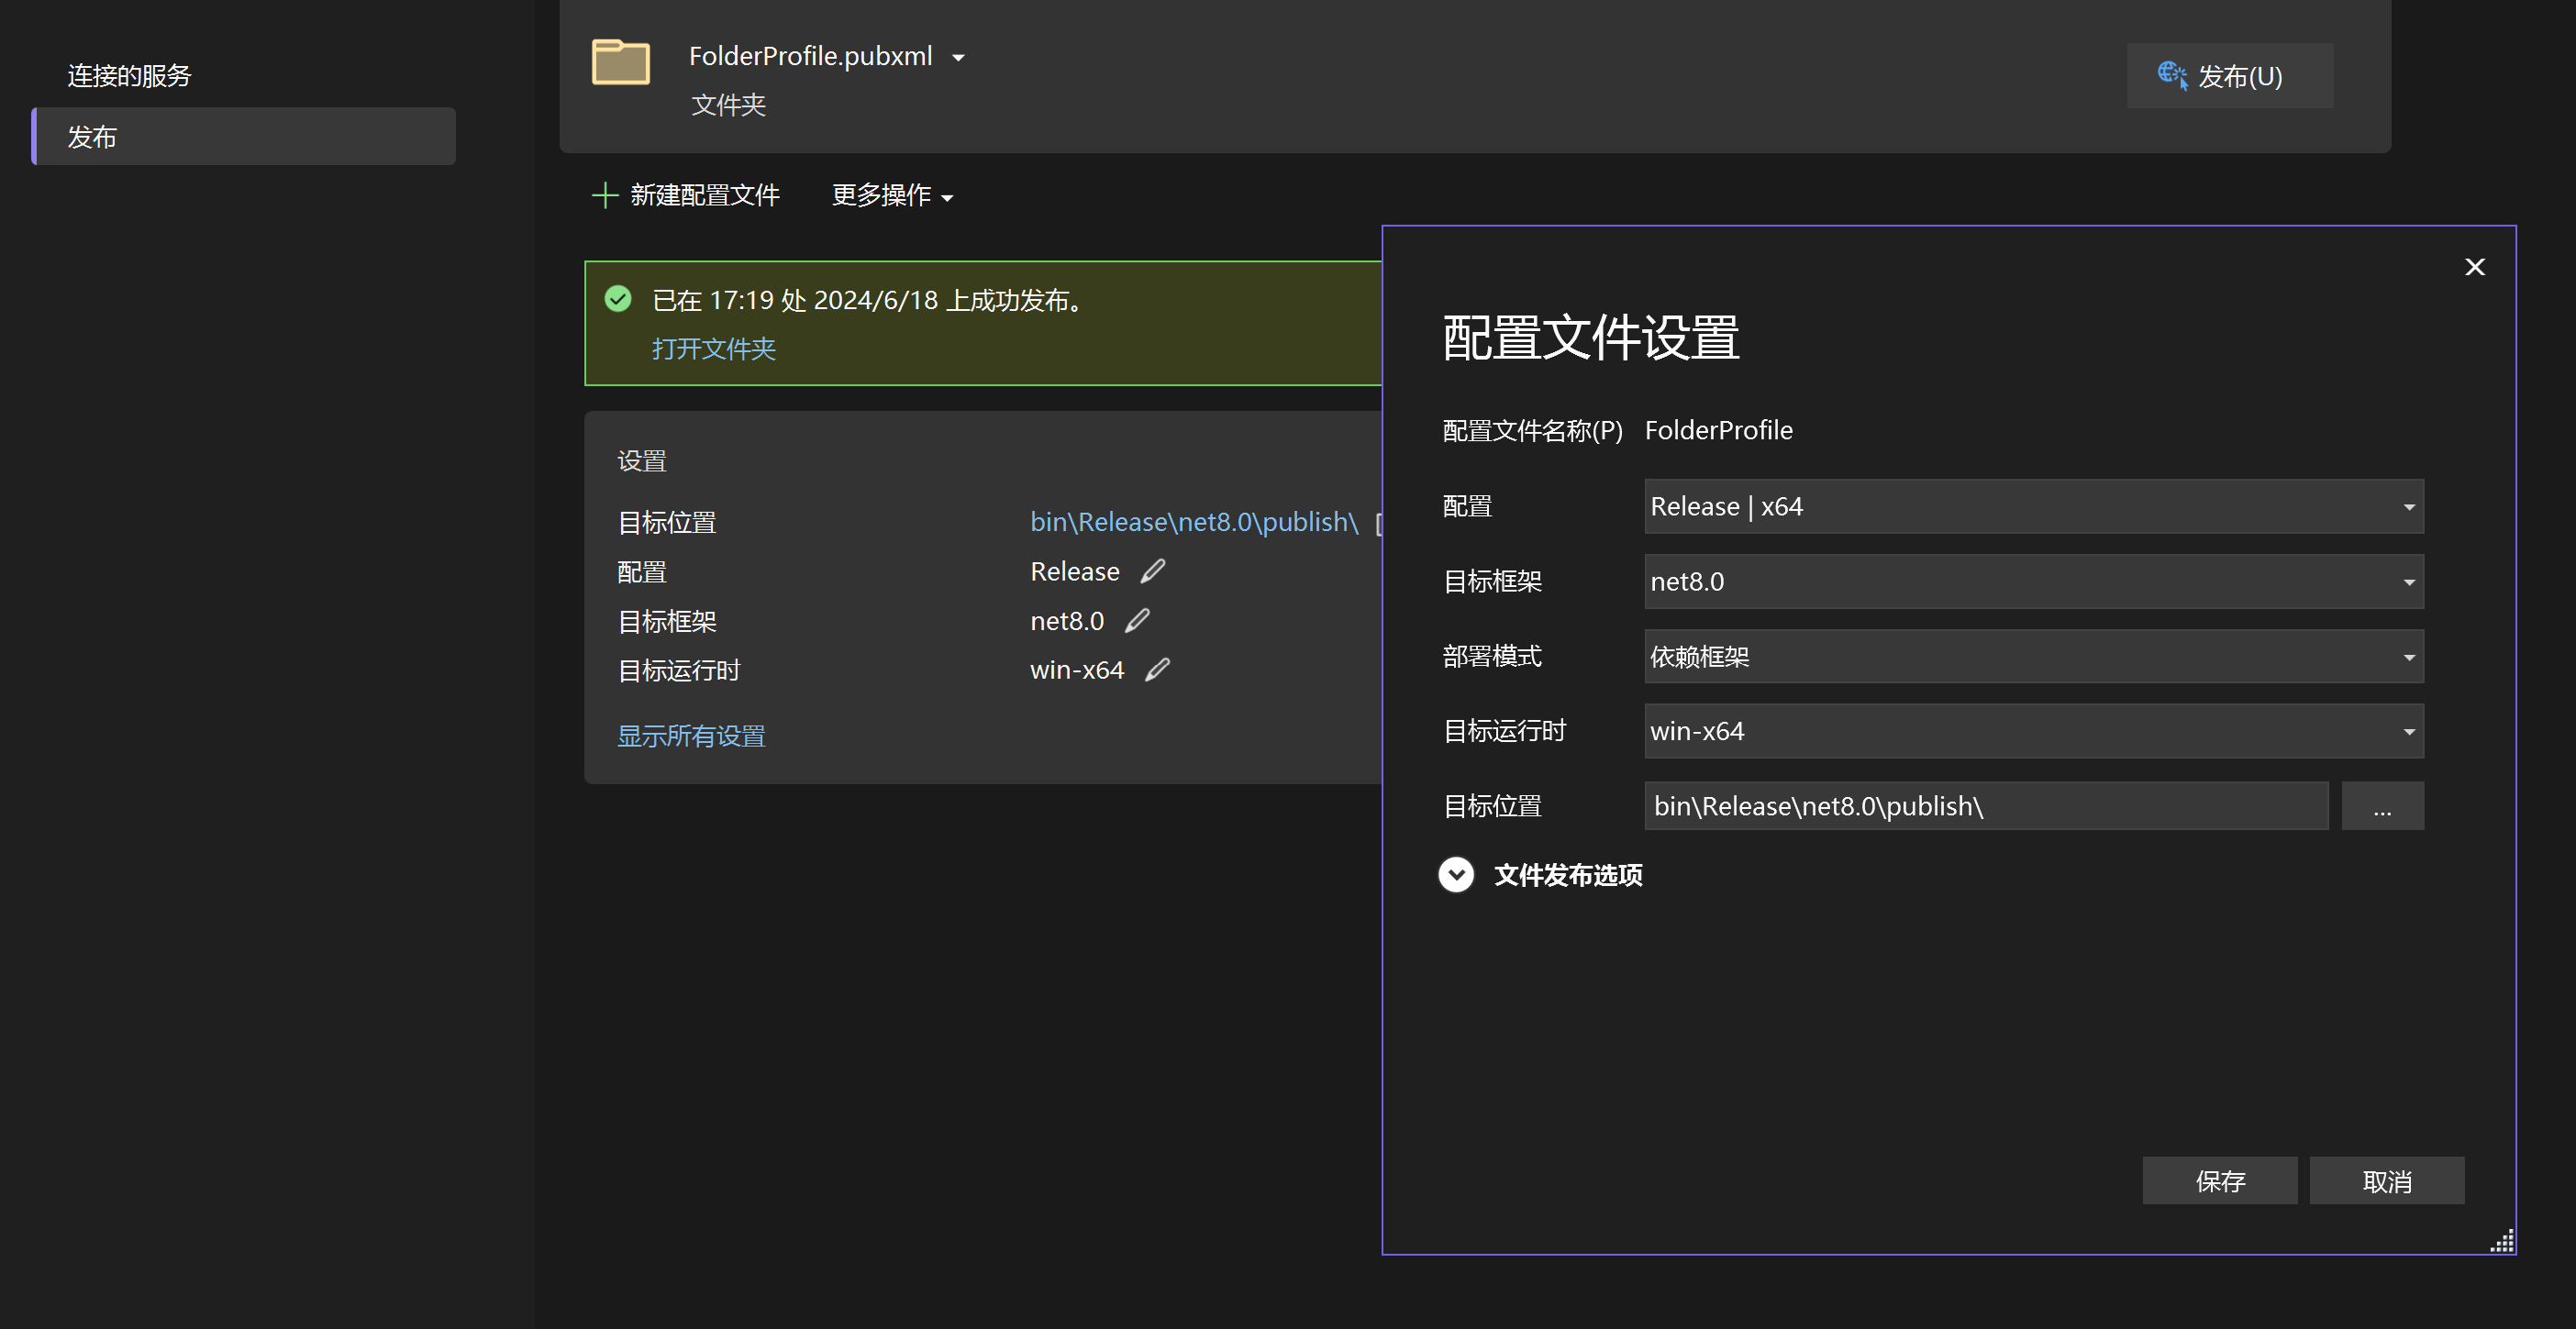 连接的服务
发布
FolderProfile.pubxml
文件夹
发布(U)
新建配置文件
更多操作
已在 17:19 处 2024/6/18 上成功发布。
打开文件夹
设置
目标位置
bin\Release\net8.0\publish\
配置
Release
目标框架
net8.0
目标运行时
win-x64
显示所有设置
配置文件设置
配置文件名称(P) FolderProfile
配置
Release | x64
目标框架
net8.0
部署模式
依赖框架
目标运行时
win-x64
目标位置
bin\Release\net8.0\publish\
...
文件发布选项
保存
取消